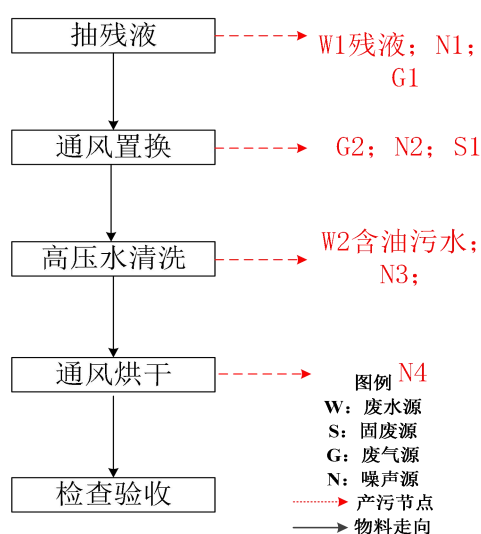 抽残液
W1残液；N1；
G1
通风置换
G2；N2；S1
高压水清洗
W2含油污水；
N3；
通风烘干
N4
图例
W：废水源
S：固废源
G：废气源
N：噪声源
产污节点
检查验收
物料走向